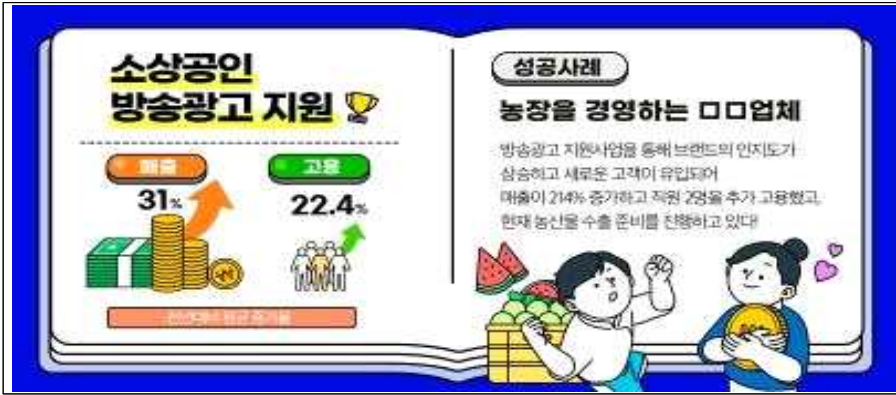 소상공인
방송광고 지원
매출
31%
고용
22.4%
성공사례
농장을 경영하는 ㅁㅁ업체
방송광고 지원사업을 통해 브랜드의 인지도가
상승하고 새로운 고객이 유입되어
매출이 214% 증가하고 직원 2명을 추가 고용했고,
현재 농산물 수출 준비를 진행하고 있다!